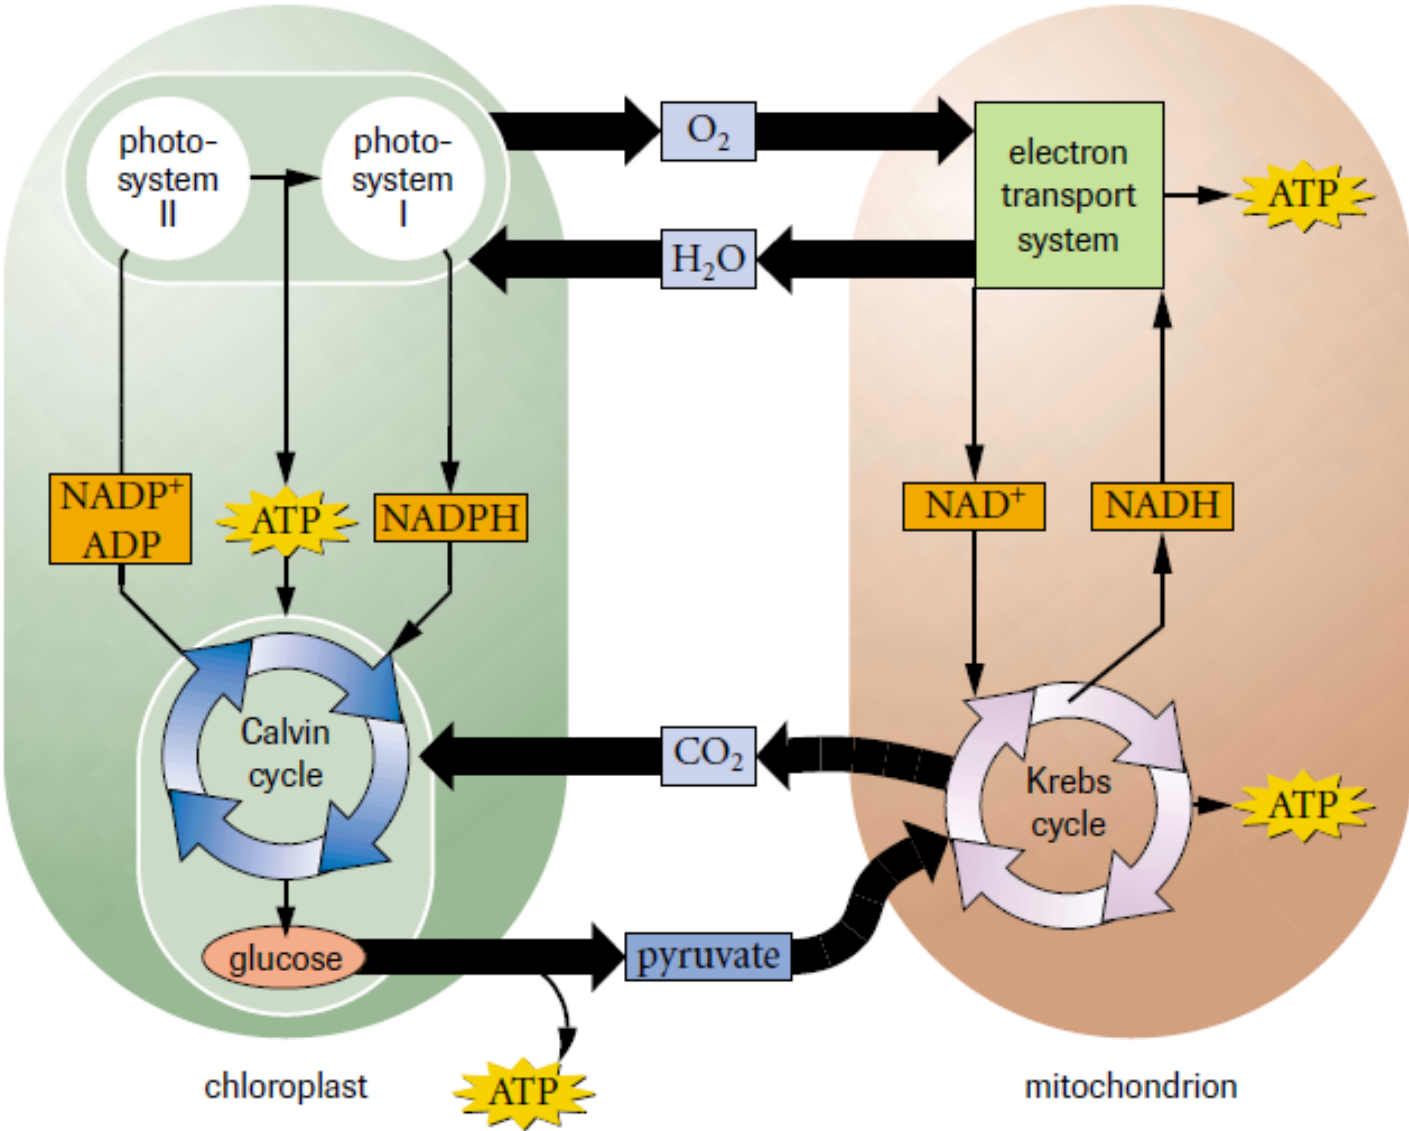 photo-
system
II
photo-
system
I
O₂
electron
transport
system
ATP
H₂O
NADP⁺
ADP
ATP
NADPH
NAD⁺
NADH
Calvin
cycle
CO₂
Krebs
cycle
ATP
glucose
pyruvate
ATP
chloroplast
mitochondrion